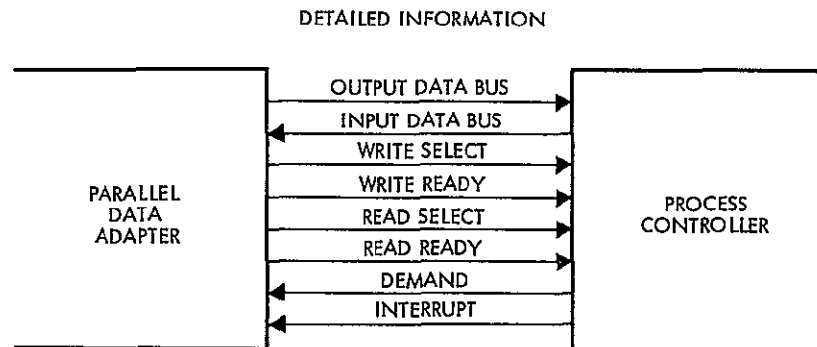 DETAILED INFORMATION
OUTPUT DATA BUS
INPUT DATA BUS
WRITE SELECT
WRITE READY
READ SELECT
READ READY
DEMAND
INTERRUPT
PARALLEL
DATA
ADAPTER
PROCESS
CONTROLLER